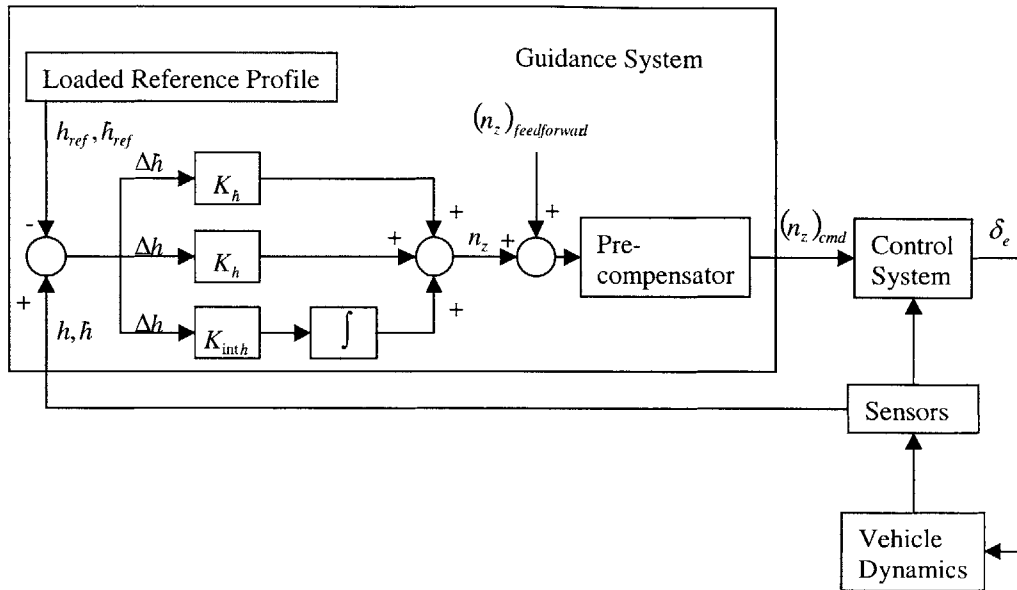 Guidance System
Loaded Reference Profile
h_ref, ḣ_ref
(n_z)_feedforward
Δḣ
K_ḣ
+
+
-
Δh
K_h
+
n_z
+
Pre-
compensator
(n_z)_cmd
Control
System
δ_e
+
h, ḣ
Δh
K_int h
∫
+
Sensors
Vehicle
Dynamics